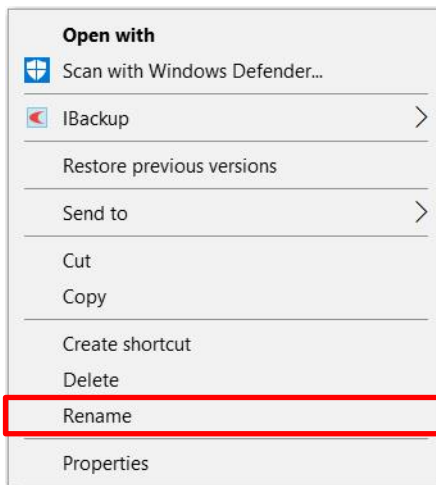 Open with
Scan with Windows Defender...
IBackup
Restore previous versions
Send to
Cut
Copy
Create shortcut
Delete
Rename
Properties